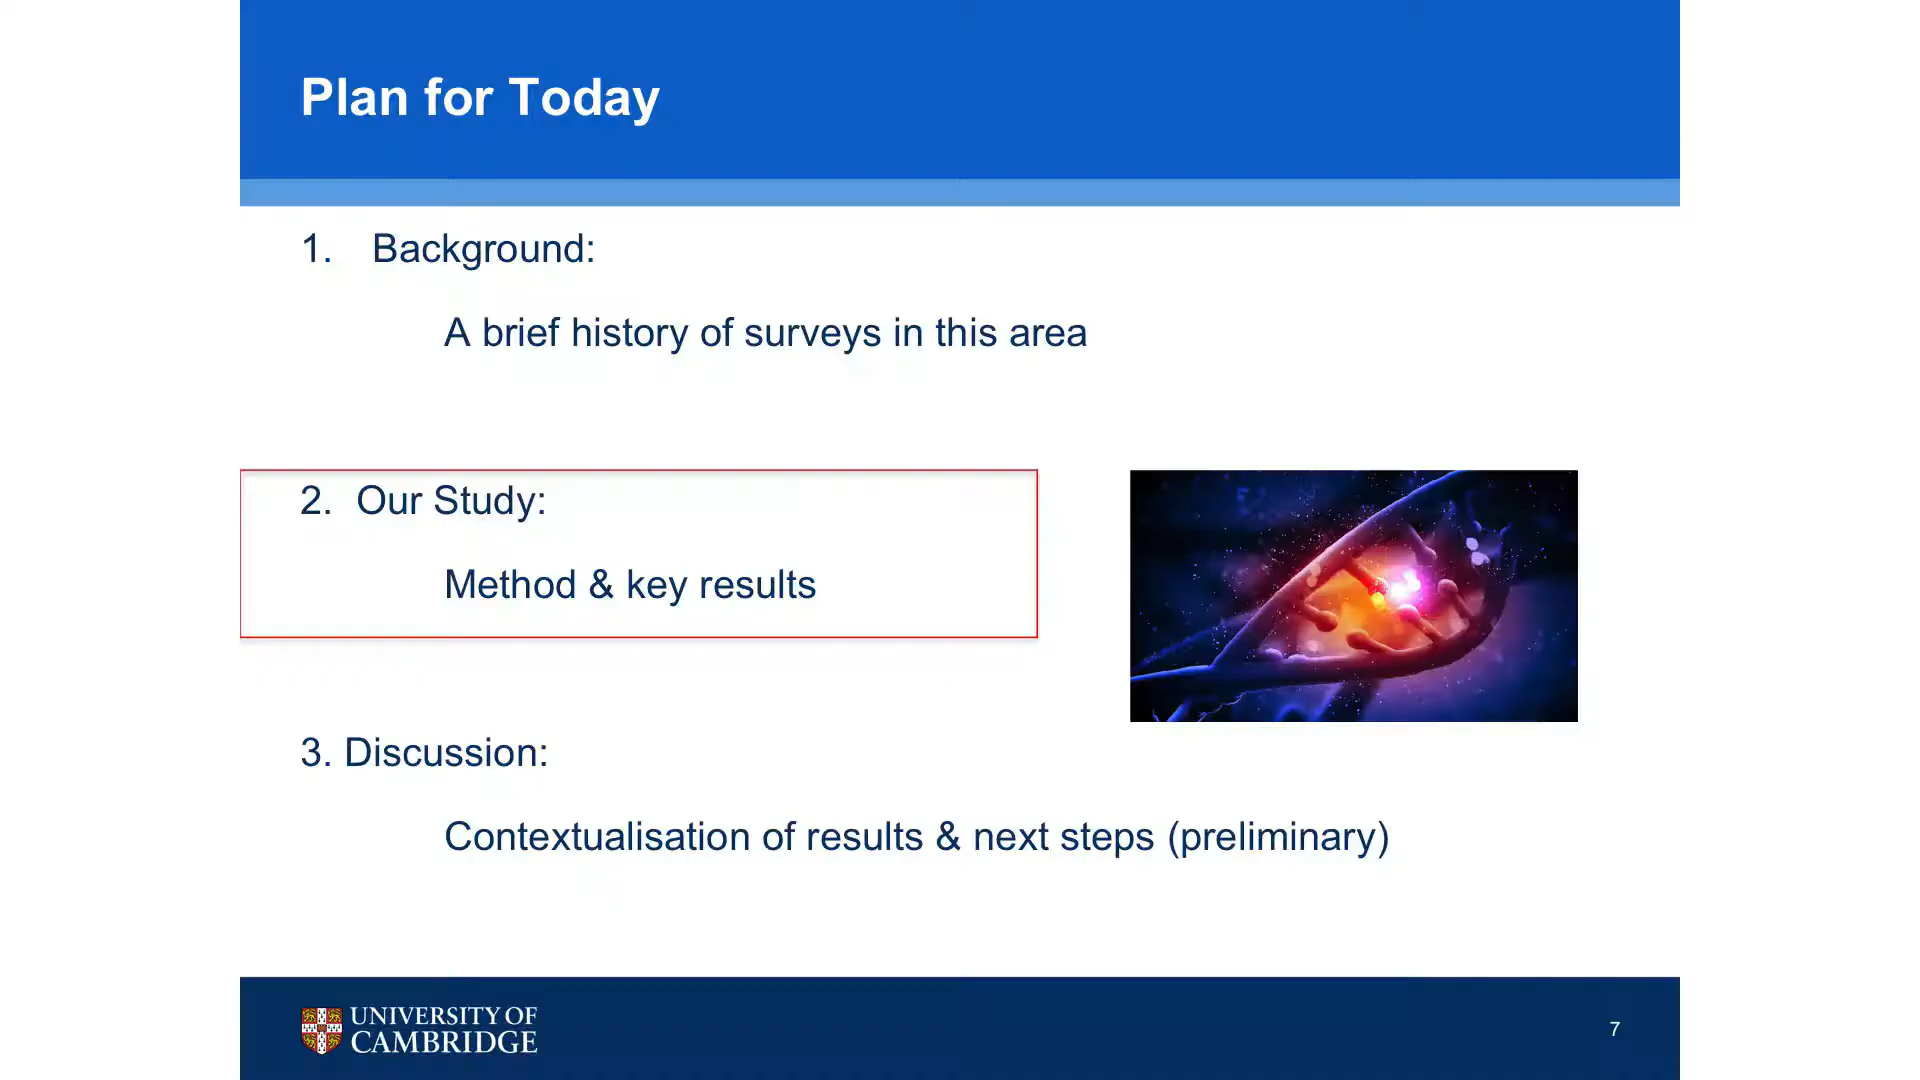 Plan for Today
1. Background:
A brief history of surveys in this area
2. Our Study:
Method & key results
3. Discussion:
Contextualisation of results & next steps (preliminary)
UNIVERSITY OF
CAMBRIDGE
7